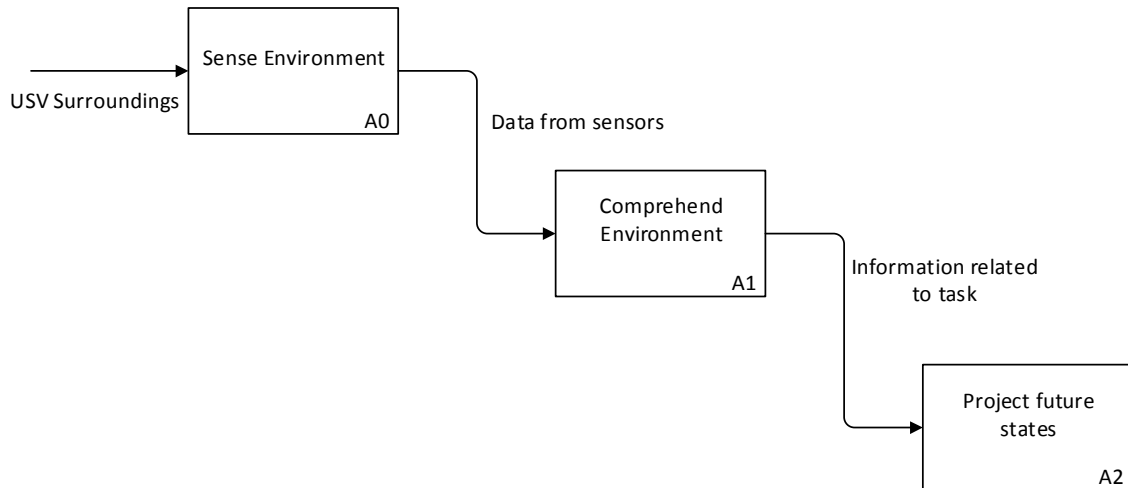 Sense Environment
USV Surroundings
A0
Data from sensors
Comprehend
Environment
A1
Information related
to task
Project future
states
A2